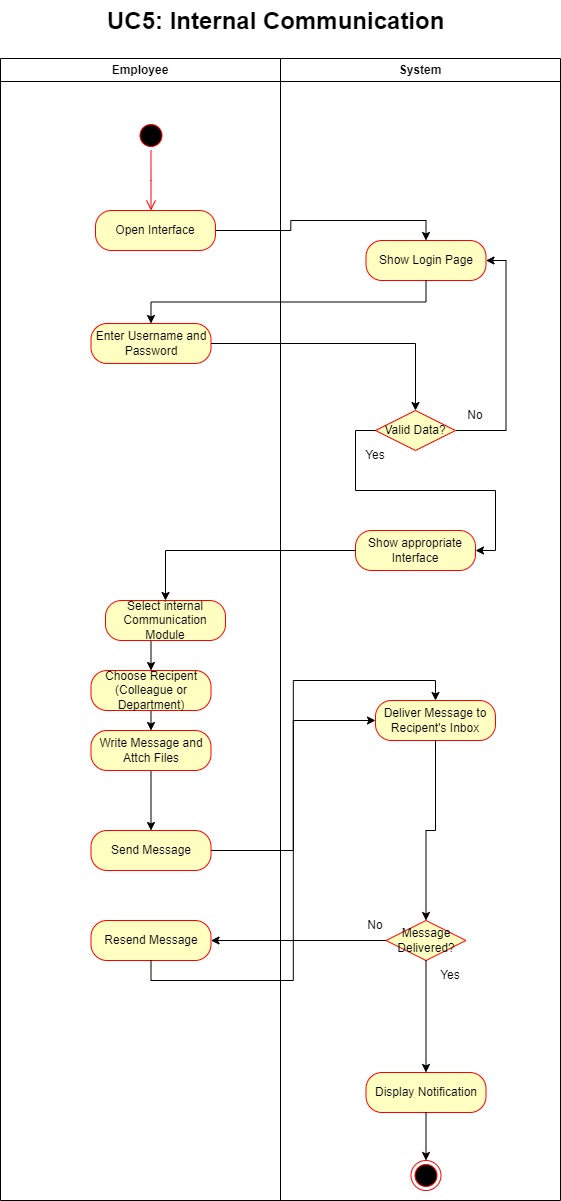 UC5: Internal Communication
Employee
System
Open Interface
Show Login Page
Enter Username and
Password
No
Valid Data?
Yes
Show appropriate
Interface
Select internal
Communication
Module
Choose Recipent
(Colleague or
Department)
Deliver Message to
Recipent's Inbox
Write Message and
Attch Files
Send Message
No
Message
Delivered?
Resend Message
Yes
Display Notification